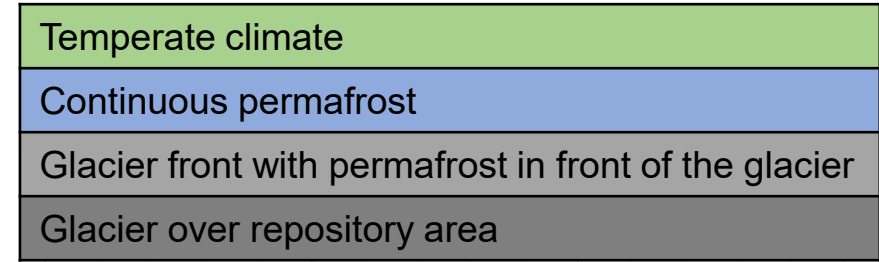 Temperate climate
Continuous permafrost
Glacier front with permafrost in front of the glacier
Glacier over repository area